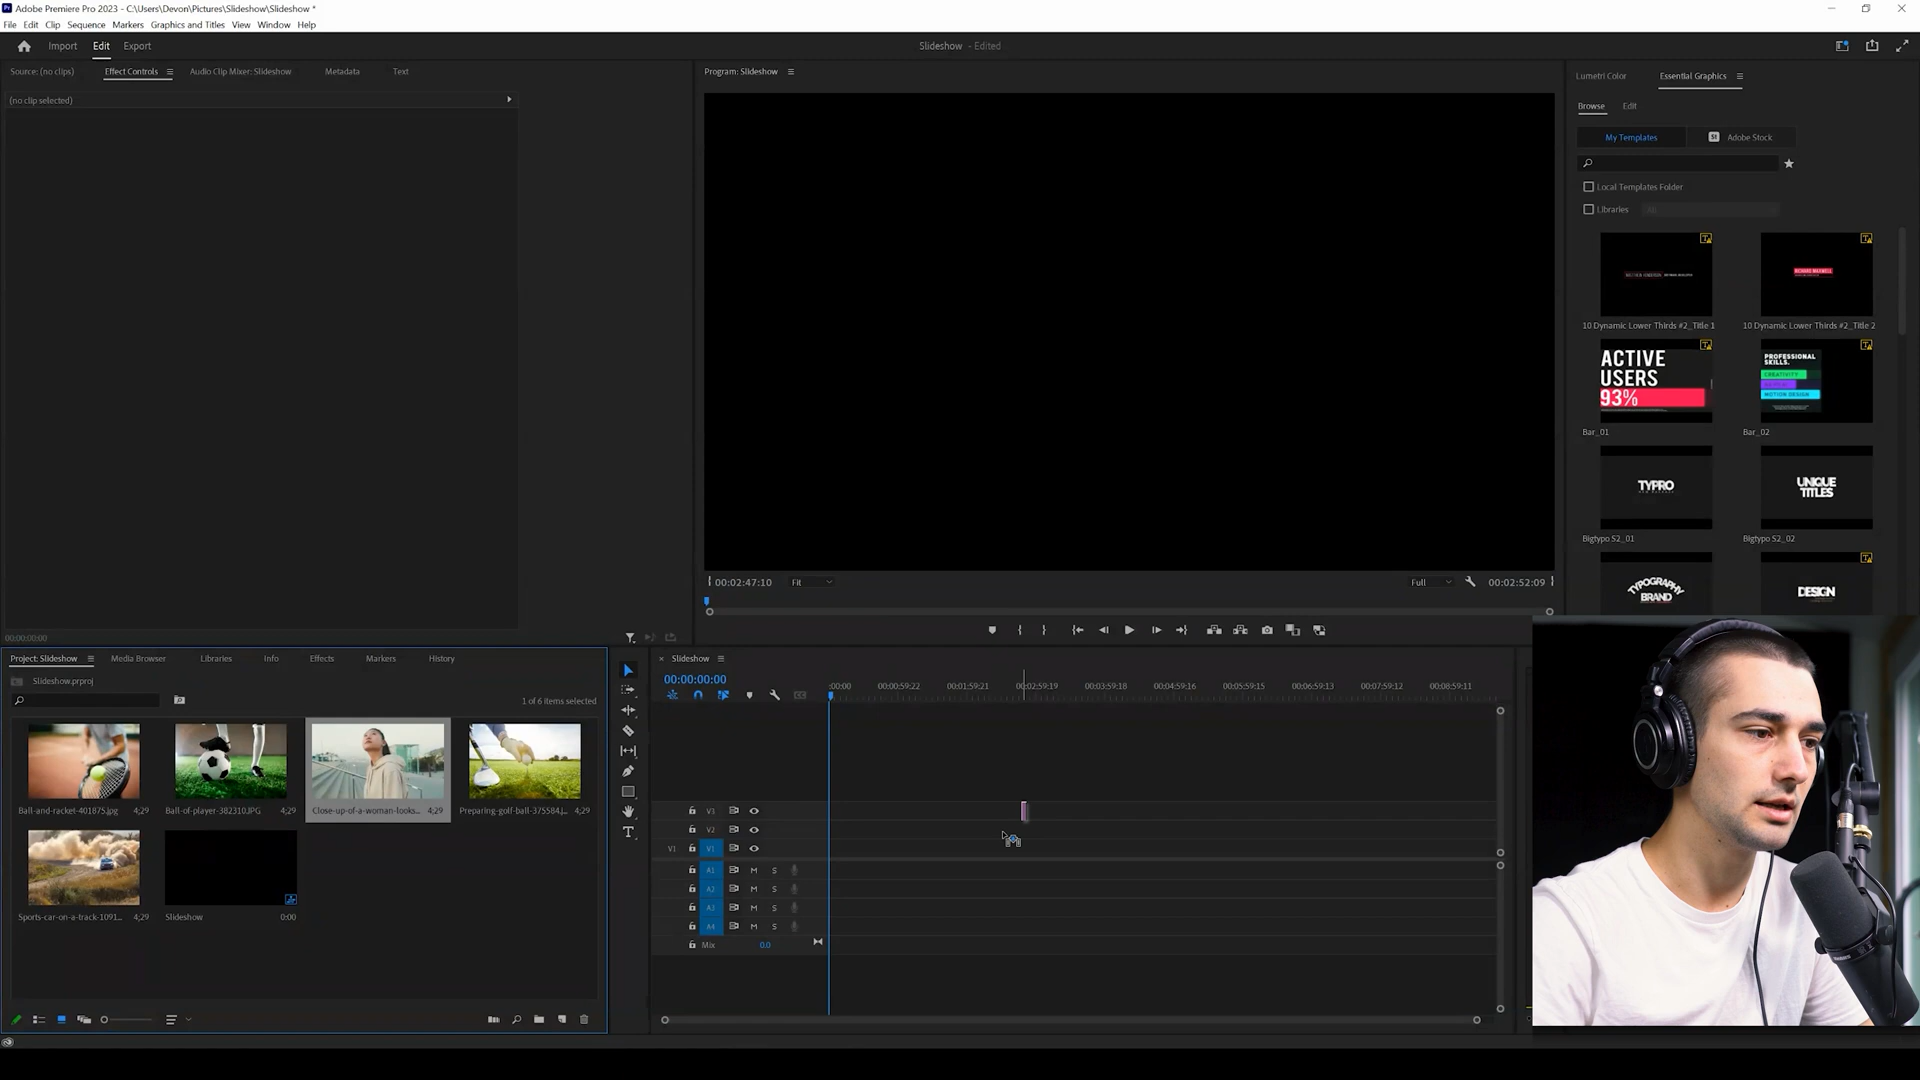 Pr Adobe Premiere Pro 2023 - C:\Users\Devon\Pictures\Slideshow\Slideshow *
File Edit Clip Sequence Markers Graphics and Titles View Window Help
Import Edit Export
Slideshow - Edited
Source: (no clips) Effect Controls Audio Clip Mixer: Slideshow Metadata Text
(no clip selected)
00:00:00:00
Program: Slideshow
00:02:47:10 Fit Full 00:02:52:09
Lumetri Color Essential Graphics
Browse Edit
My Templates St Adobe Stock
Local Templates Folder
Libraries All
10 Dynamic Lower Thirds #2_Title 1 10 Dynamic Lower Thirds #2_Title 2
ACTIVE
USERS
93%
PROFESSIONAL
SKILLS.
CREATIVITY
MOTION DESIGN
Bar_01 Bar_02
TYPRO
UNIQUE
TITLES
Bigtypo S2_01 Bigtypo S2_02
TYPOGRAPHY
BRAND
DESIGN
Project: Slideshow Media Browser Libraries Info Effects Markers History
Slideshow.prproj
1 of 6 items selected
Ball-and-racket-401875.jpg 4;29 Ball-of-player-382310.JPG 4;29 Close-up-of-a-woman-looks... 4;29 Preparing-golf-ball-375584.j... 4;29
Sports-car-on-a-track-1091... 4;29 Slideshow 0:00
Slideshow
00:00:00:00
:00:00 00:00:59:22 00:01:59:21 00:02:59:19 00:03:59:18 00:04:59:16 00:05:59:15 00:06:59:13 00:07:59:12 00:08:59:11
V3
V2
V1 V1
A1 M S
A2 M S
A3 M S
A4 M S
Mix 0.0